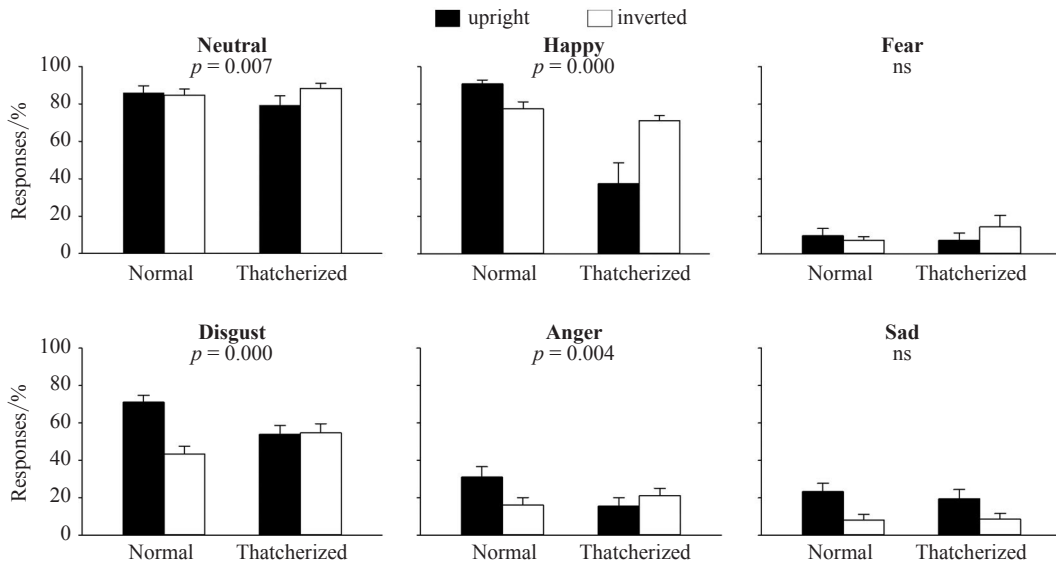 upright inverted
Neutral
p = 0.007
Happy
p = 0.000
Fear
ns
Responses/%
100
80
60
40
20
0
Normal Thatcherized
Normal Thatcherized
Normal Thatcherized
Disgust
p = 0.000
Anger
p = 0.004
Sad
ns
Responses/%
100
80
60
40
20
0
Normal Thatcherized
Normal Thatcherized
Normal Thatcherized